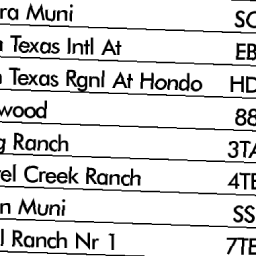 ra Muni SC
Texas Intl At EB
Texas Rgnl At Hondo HD
wood 88
g Ranch 3TA
el Creek Ranch 4TE
n Muni SS
l Ranch Nr 1 7TE